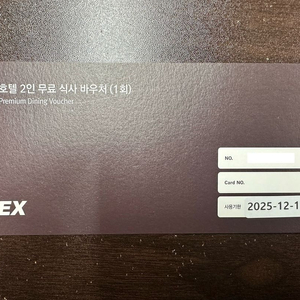 호텔 2인 무료 식사 바우처 (1회)
Premium Dining Voucher
NO.
Card NO.
사용기한 2025-12-1
EX